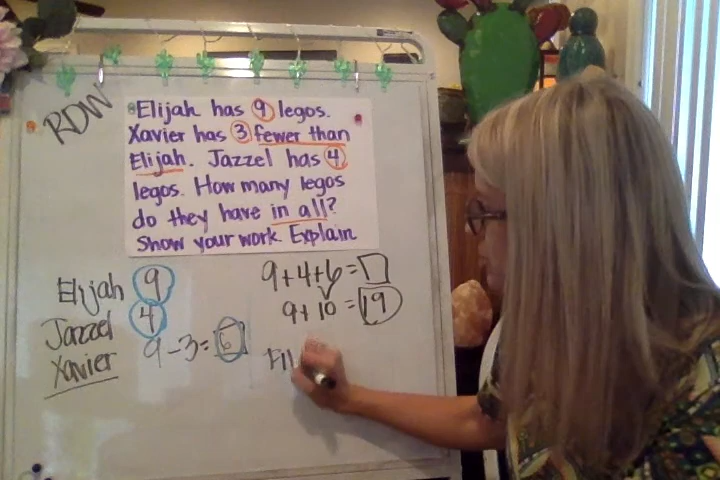 RDW
Elijah has 9 legos.
Xavier has 3 fewer than
Elijah. Jazzel has 4
legos. How many legos
do they have in all?
Show your work. Explain
Elijah 9
Jazzel 4
Xavier 9-3=6
9+4+6=□
9+10=19
Eli